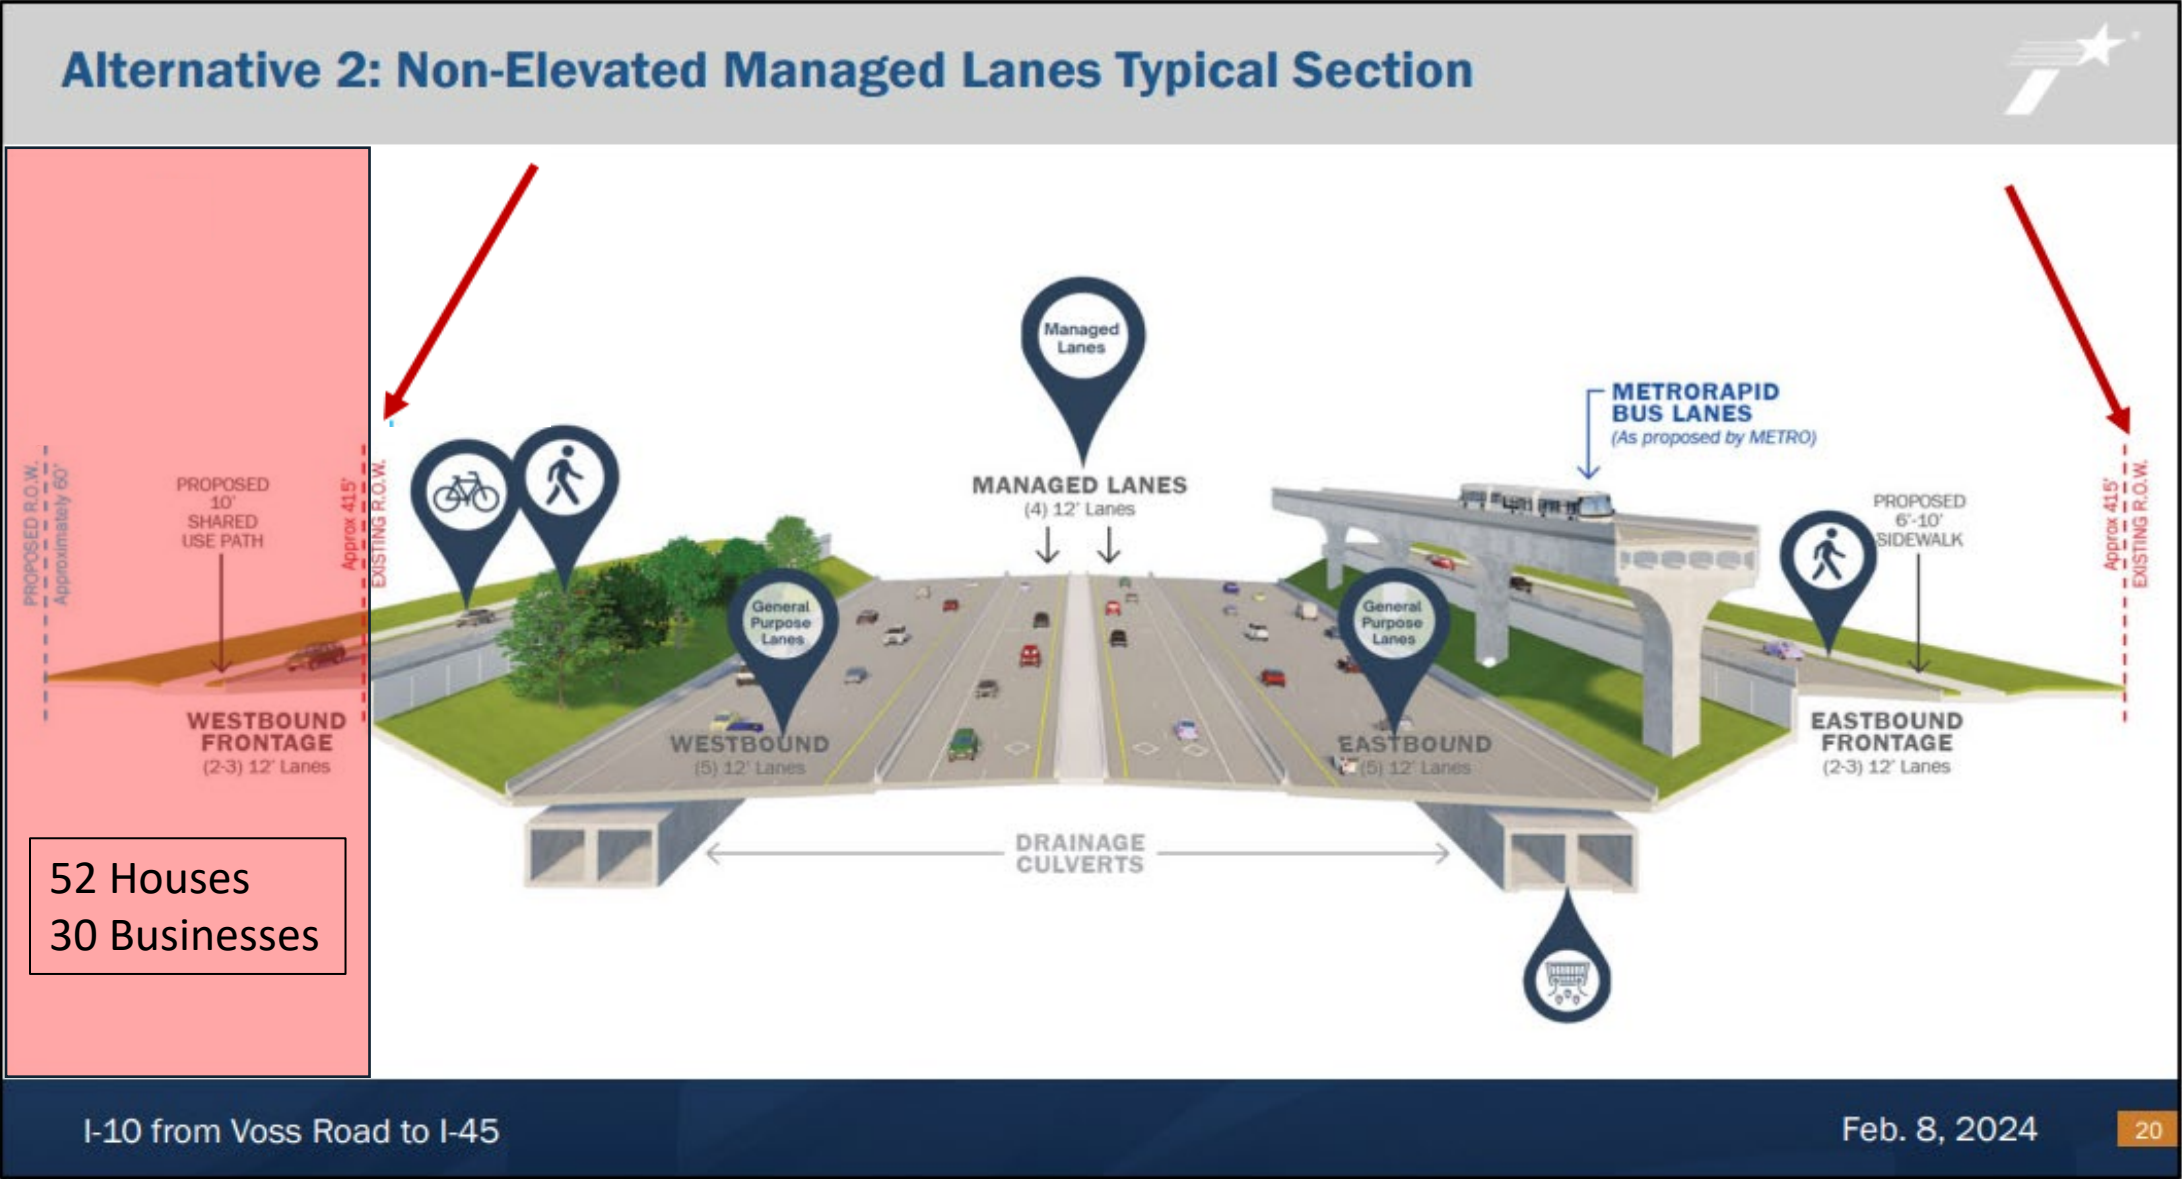 Alternative 2: Non-Elevated Managed Lanes Typical Section
®
PROPOSED R.O.W.
Approximately 60'
PROPOSED
10'
SHARED
USE PATH
Approx 415'
EXISTING R.O.W.
Managed
Lanes
MANAGED LANES
(4) 12' Lanes
METRORAPID
BUS LANES
(As proposed by METRO)
PROPOSED
6'-10'
SIDEWALK
Approx 415'
EXISTING R.O.W.
General
Purpose
Lanes
General
Purpose
Lanes
WESTBOUND
FRONTAGE
(2-3) 12' Lanes
WESTBOUND
(5) 12' Lanes
EASTBOUND
(5) 12' Lanes
EASTBOUND
FRONTAGE
(2-3) 12' Lanes
DRAINAGE
CULVERTS
52 Houses
30 Businesses
I-10 from Voss Road to I-45
Feb. 8, 2024
20